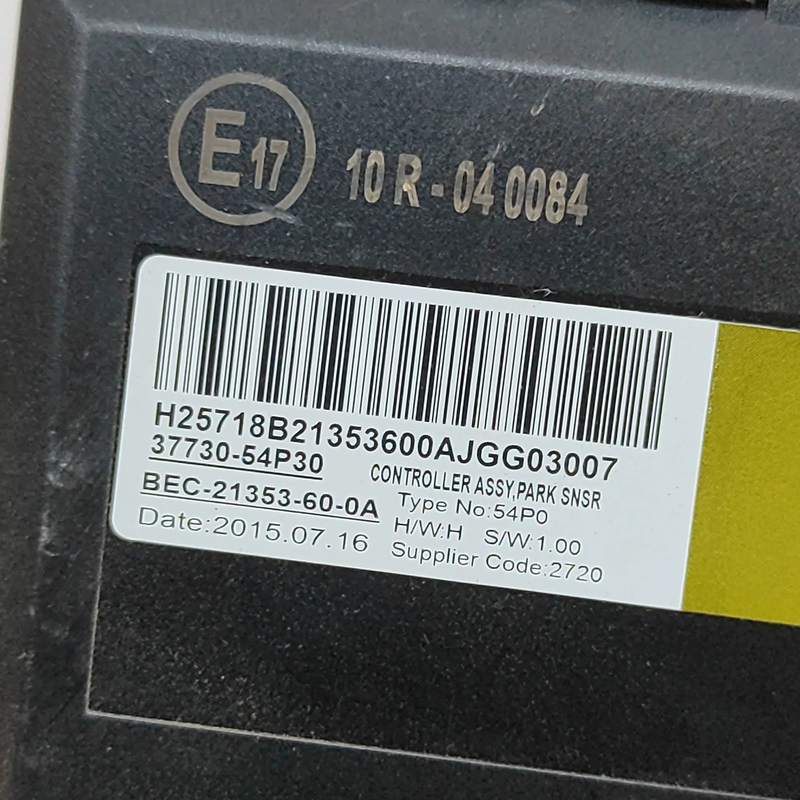 E17
10 R - 04 0084
H25718B21353600AJGG03007
37730-54P30
CONTROLLER ASSY,PARK SNSR
BEC-21353-60-0A
Type No:54P0
H/W:H S/W:1.00
Date:2015.07.16
Supplier Code:2720